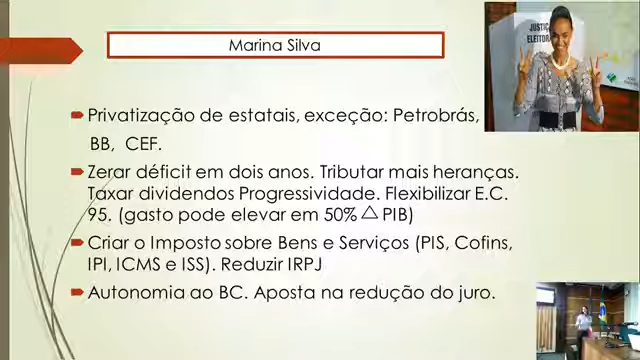 Marina Silva
JUSTIÇ
ELEITORA
Privatização de estatais, exceção: Petrobrás,
BB, CEF.
Zerar déficit em dois anos. Tributar mais heranças.
Taxar dividendos Progressividade. Flexibilizar E.C.
95. (gasto pode elevar em 50% △ PIB)
Criar o Imposto sobre Bens e Serviços (PIS, Cofins,
IPI, ICMS e ISS). Reduzir IRPJ
Autonomia ao BC. Aposta na redução do juro.